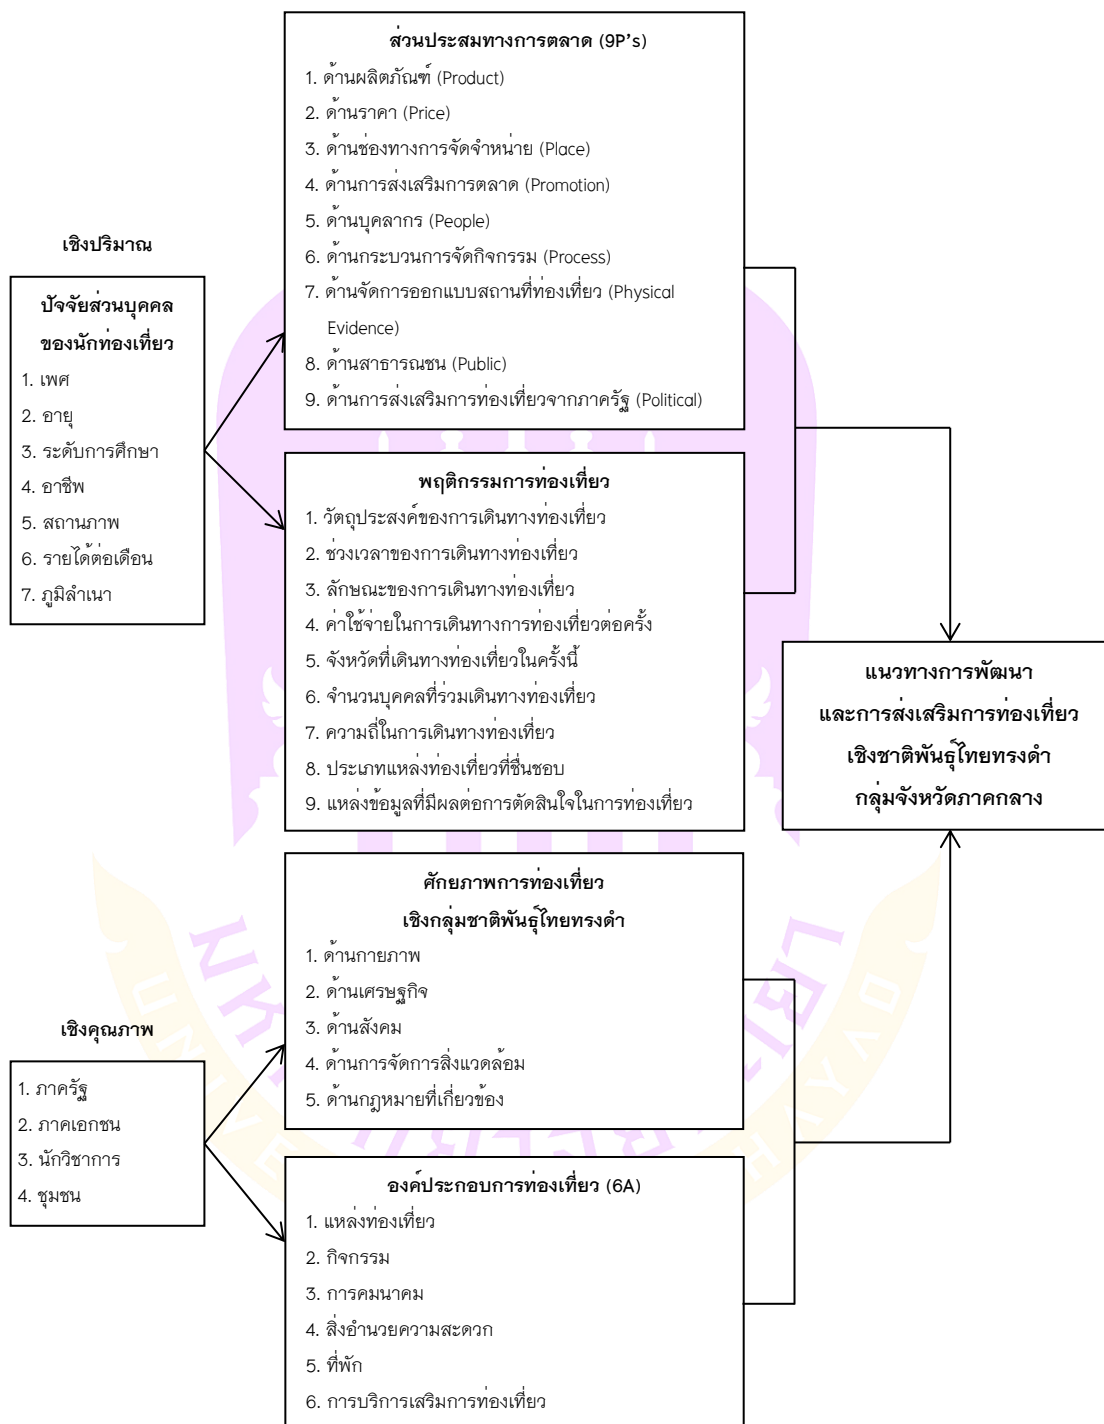 ส่วนประสมทางการตลาด (9P's)
1. ด้านผลิตภัณฑ์ (Product)
2. ด้านราคา (Price)
3. ด้านช่องทางการจัดจำหน่าย (Place)
4. ด้านการส่งเสริมการตลาด (Promotion)
5. ด้านบุคลากร (People)
6. ด้านกระบวนการจัดกิจกรรม (Process)
7. ด้านจัดการออกแบบสถานที่ท่องเที่ยว (Physical
Evidence)
8. ด้านสาธารณชน (Public)
9. ด้านการส่งเสริมการท่องเที่ยวจากภาครัฐ (Political)
เชิงปริมาณ
ปัจจัยส่วนบุคคล
ของนักท่องเที่ยว
1. เพศ
2. อายุ
3. ระดับการศึกษา
4. อาชีพ
5. สถานภาพ
6. รายได้ต่อเดือน
7. ภูมิลำเนา
พฤติกรรมการท่องเที่ยว
1. วัตถุประสงค์ของการเดินทางท่องเที่ยว
2. ช่วงเวลาของการเดินทางท่องเที่ยว
3. ลักษณะของการเดินทางท่องเที่ยว
4. ค่าใช้จ่ายในการเดินทางการท่องเที่ยวต่อครั้ง
5. จังหวัดที่เดินทางท่องเที่ยวในครั้งนี้
6. จำนวนบุคคลที่ร่วมเดินทางท่องเที่ยว
7. ความถี่ในการเดินทางท่องเที่ยว
8. ประเภทแหล่งท่องเที่ยวที่ชื่นชอบ
9. แหล่งข้อมูลที่มีผลต่อการตัดสินใจในการท่องเที่ยว
แนวทางการพัฒนา
และการส่งเสริมการท่องเที่ยว
เชิงชาติพันธุ์ไทยทรงดำ
กลุ่มจังหวัดภาคกลาง
ศักยภาพการท่องเที่ยว
เชิงกลุ่มชาติพันธุ์ไทยทรงดำ
1. ด้านกายภาพ
2. ด้านเศรษฐกิจ
3. ด้านสังคม
4. ด้านการจัดการสิ่งแวดล้อม
5. ด้านกฎหมายที่เกี่ยวข้อง
เชิงคุณภาพ
1. ภาครัฐ
2. ภาคเอกชน
3. นักวิชาการ
4. ชุมชน
องค์ประกอบการท่องเที่ยว (6A)
1. แหล่งท่องเที่ยว
2. กิจกรรม
3. การคมนาคม
4. สิ่งอำนวยความสะดวก
5. ที่พัก
6. การบริการเสริมการท่องเที่ยว